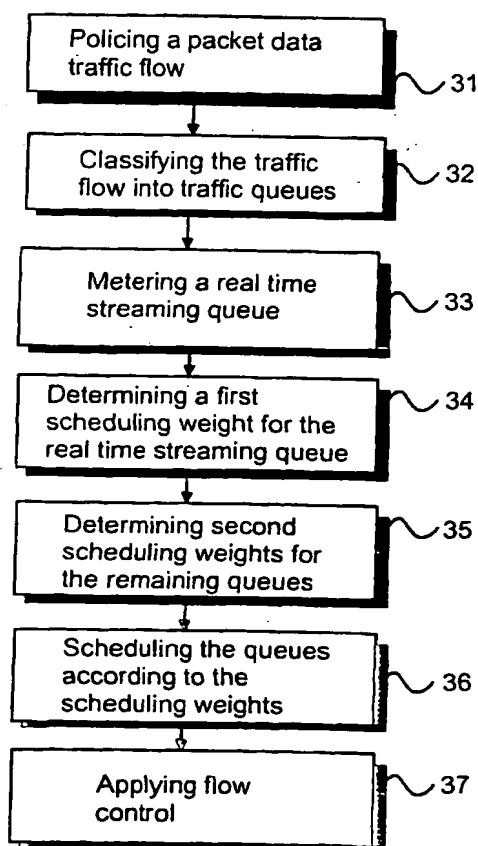 Policing a packet data
traffic flow
31
Classifying the traffic
flow into traffic queues
32
Metering a real time
streaming queue
33
Determining a first
scheduling weight for the
real time streaming queue
34
Determining second
scheduling weights for
the remaining queues
35
Scheduling the queues
according to the
scheduling weights
36
Applying flow
control
37